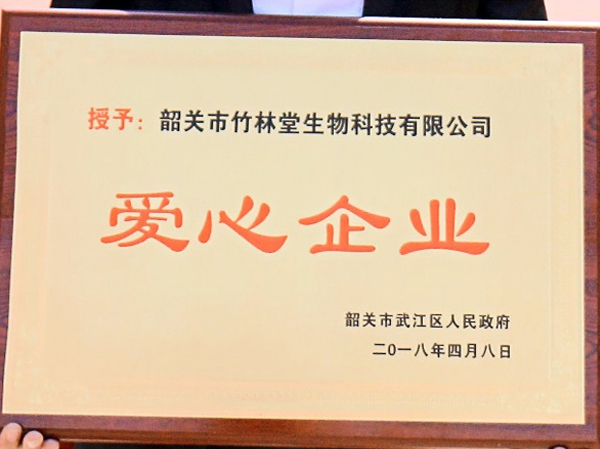 授予：韶关市竹林堂生物科技有限公司
爱心企业
韶关市武江区人民政府
二0一八年四月八日